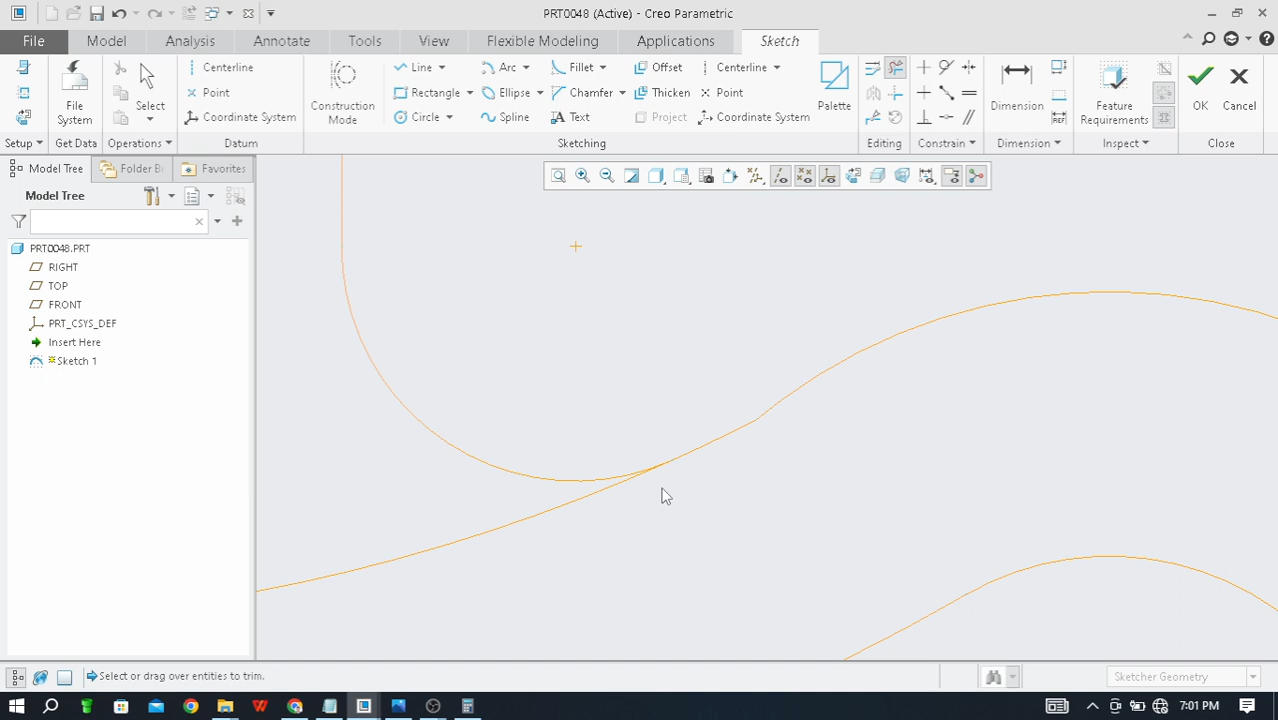 PRT0048 (Active) - Creo Parametric
File Model Analysis Annotate Tools View Flexible Modeling Applications Sketch
Centerline Line Arc Fillet Offset Centerline
Point Rectangle Ellipse Chamfer Thicken Point
Coordinate System Circle Spline Text Project Coordinate System
File System
Select
Construction Mode
Palette
Dimension
Feature Requirements
OK Cancel
Setup Get Data Operations Datum Sketching Editing Constrain Dimension Inspect Close
Model Tree Folder B Favorites
Model Tree
PRT0048.PRT
RIGHT
TOP
FRONT
PRT_CSYS_DEF
Insert Here
Sketch 1
Select or drag over entities to trim.
Sketcher Geometry
7:01 PM